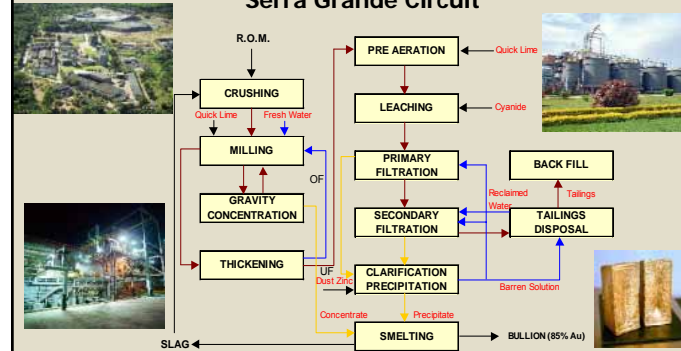 Serra Grande Circuit
R.O.M.
PRE AERATION
Quick Lime
CRUSHING
LEACHING
Cyanide
Quick Lime
Fresh Water
MILLING
PRIMARY
FILTRATION
BACK FILL
OF
GRAVITY
CONCENTRATION
Reclaimed
Water
Tailings
SECONDARY
FILTRATION
TAILINGS
DISPOSAL
THICKENING
UF
CLARIFICATION
PRECIPITATION
Dust Zinc
Barren Solution
Concentrate
Precipitate
SMELTING
BULLION (85% Au)
SLAG